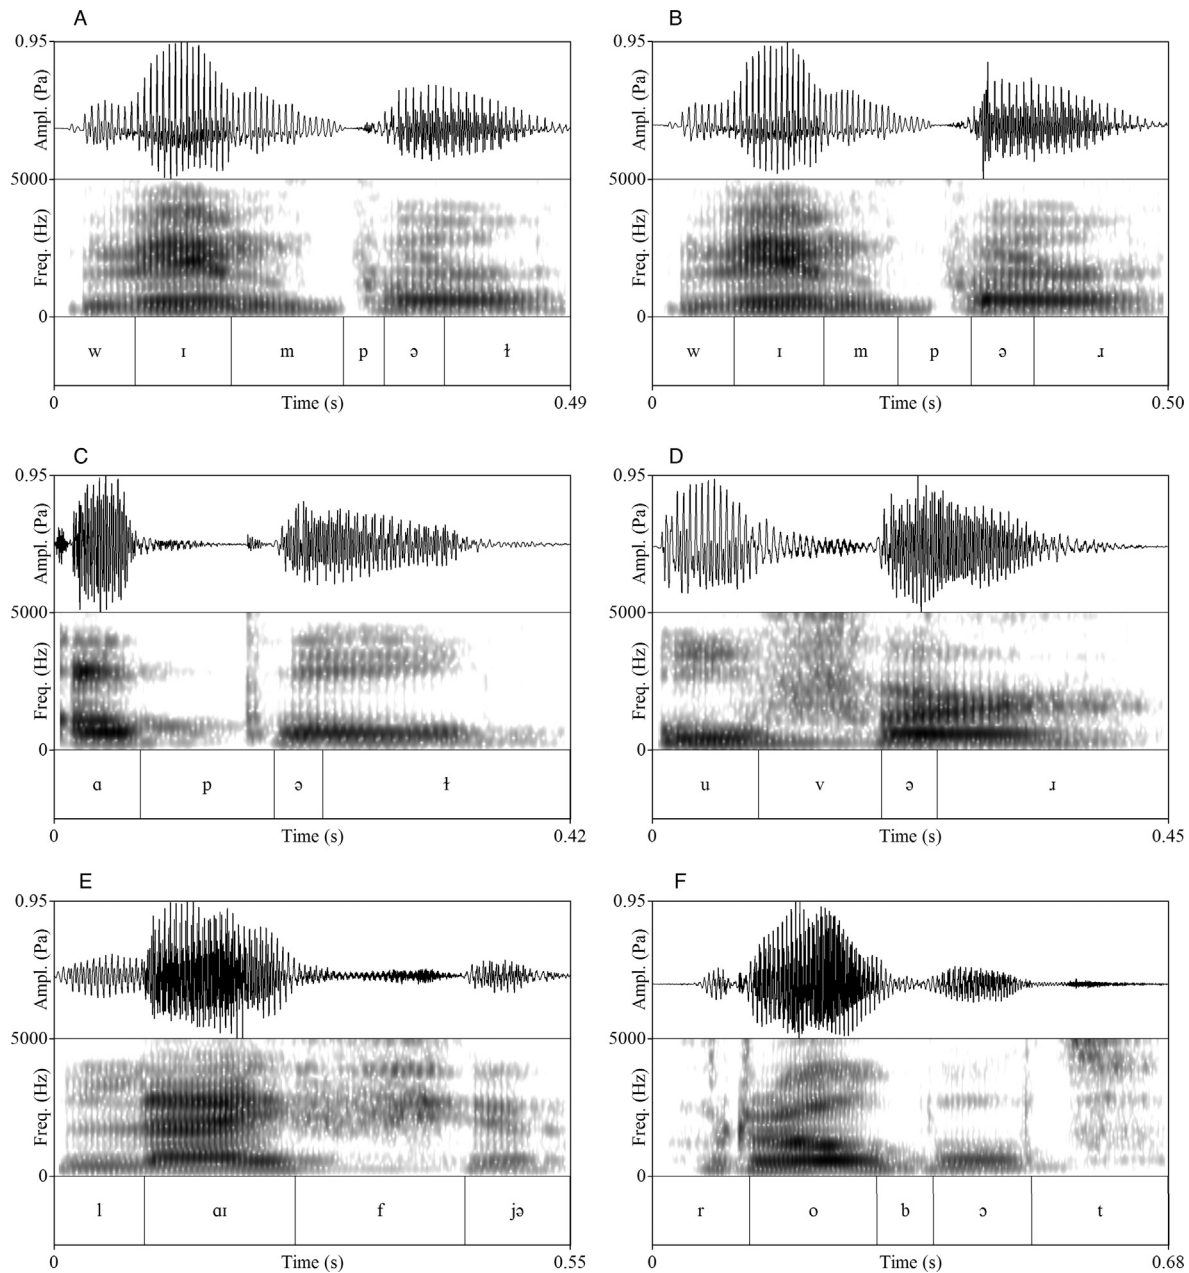 A
0.95
Ampl. (Pa)
5000
Freq. (Hz)
0
w ɪ m p ə ɫ
0 Time (s) 0.49
B
0.95
Ampl. (Pa)
5000
Freq. (Hz)
0
w ɪ m p ə ɹ
0 Time (s) 0.50
C
0.95
Ampl. (Pa)
5000
Freq. (Hz)
0
ɑ p ə ɫ
0 Time (s) 0.42
D
0.95
Ampl. (Pa)
5000
Freq. (Hz)
0
u v ə ɹ
0 Time (s) 0.45
E
0.95
Ampl. (Pa)
5000
Freq. (Hz)
0
l ɑɪ f jə
0 Time (s) 0.55
F
0.95
Ampl. (Pa)
5000
Freq. (Hz)
0
r o b ɔ t
0 Time (s) 0.68